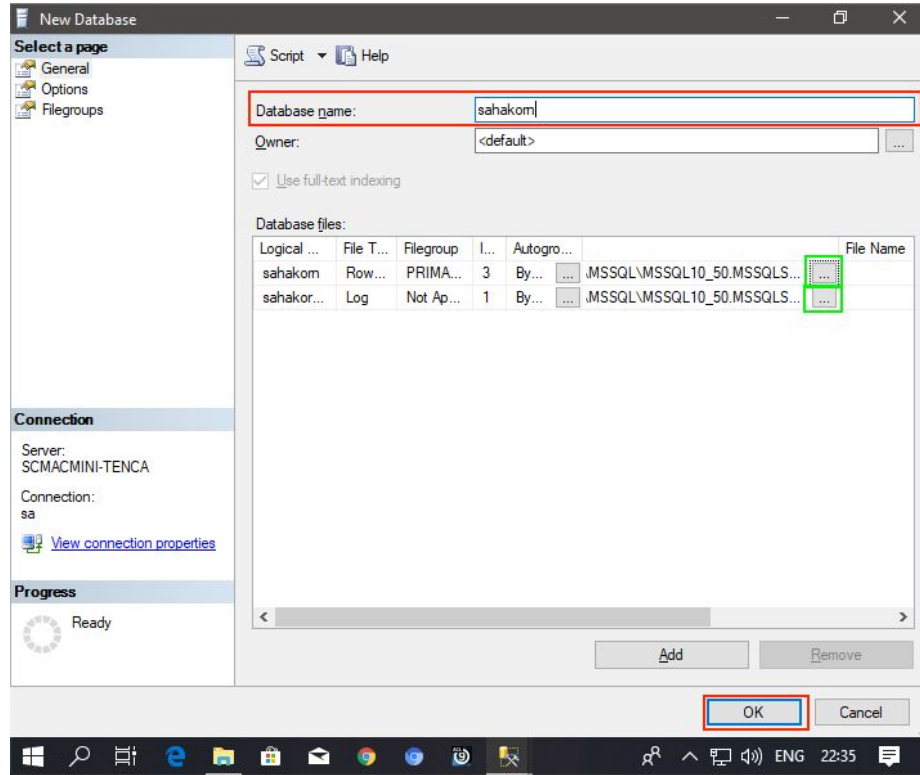 New Database
Select a page
General
Options
Filegroups
Script Help
Database name: sahakom
Owner: <default>
...
Use full-text indexing
Database files:
Logical ... File T... Filegroup I... Autogro... File Name
sahakom Row... PRIMA... 3 By... ... \MSSQL\MSSQL10_50.MSSQLS... ...
sahakor... Log Not Ap... 1 By... ... \MSSQL\MSSQL10_50.MSSQLS... ...
Connection
Server:
SCMACMINI-TENCA
Connection:
sa
View connection properties
Progress
Ready
Add Remove
OK Cancel
ENG 22:35